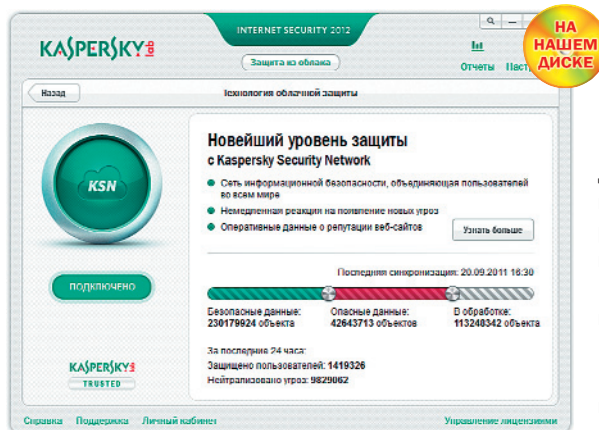 НА НАШЕМ ДИСКЕ
KASPERSKY lab
INTERNET SECURITY 2012
Защита из облака
Отчеты
Назад
Технология облачной защиты
KSN
ПОДКЛЮЧЕНО
KASPERSKY
TRUSTED
Новейший уровень защиты
с Kaspersky Security Network
Сеть информационной безопасности, объединяющая пользователей
во всем мире
Немедленная реакция на появление новых угроз
Оперативные данные о репутации веб-сайтов
Узнать больше
Последняя синхронизация: 20.09.2011 16:30
Безопасные данные:
230179924 объекта
Опасные данные:
42643713 объектов
В обработке:
113248342 объекта
За последние 24 часа:
Защищено пользователей: 1419326
Нейтрализовано угроз: 9829062
Справка Поддержка Личный кабинет
Управление лицензиями